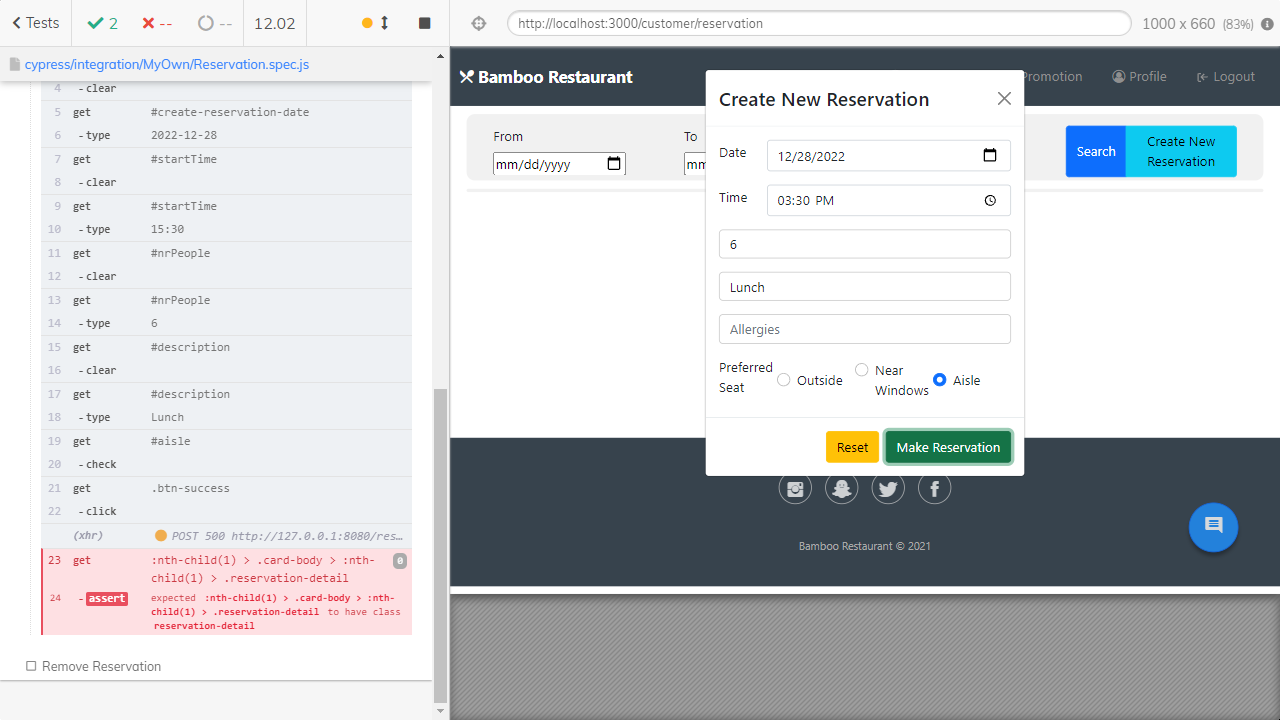 Tests
2
--
--
12.02
http://localhost:3000/customer/reservation
1000 x 660 (83%)
cypress/integration/MyOwn/Reservation.spec.js
4 -clear
5 get #create-reservation-date
6 -type 2022-12-28
7 get #startTime
8 -clear
9 get #startTime
10 -type 15:30
11 get #nrPeople
12 -clear
13 get #nrPeople
14 -type 6
15 get #description
16 -clear
17 get #description
18 -type Lunch
19 get #aisle
20 -check
21 get .btn-success
22 -click
(xhr) POST 500 http://127.0.0.1:8080/res…
23 get :nth-child(1) > .card-body > :nth-
child(1) > .reservation-detail
0
24 -assert expected :nth-child(1) > .card-body > :nth-
child(1) > .reservation-detail to have class
reservation-detail
Remove Reservation
Bamboo Restaurant
Promotion
Profile
Logout
From
To
mm/dd/yyyy
mm
Search
Create New
Reservation
Create New Reservation
Date
12/28/2022
Time
03:30 PM
6
Lunch
Allergies
Preferred
Seat
Outside
Near
Windows
Aisle
Reset
Make Reservation
Bamboo Restaurant © 2021